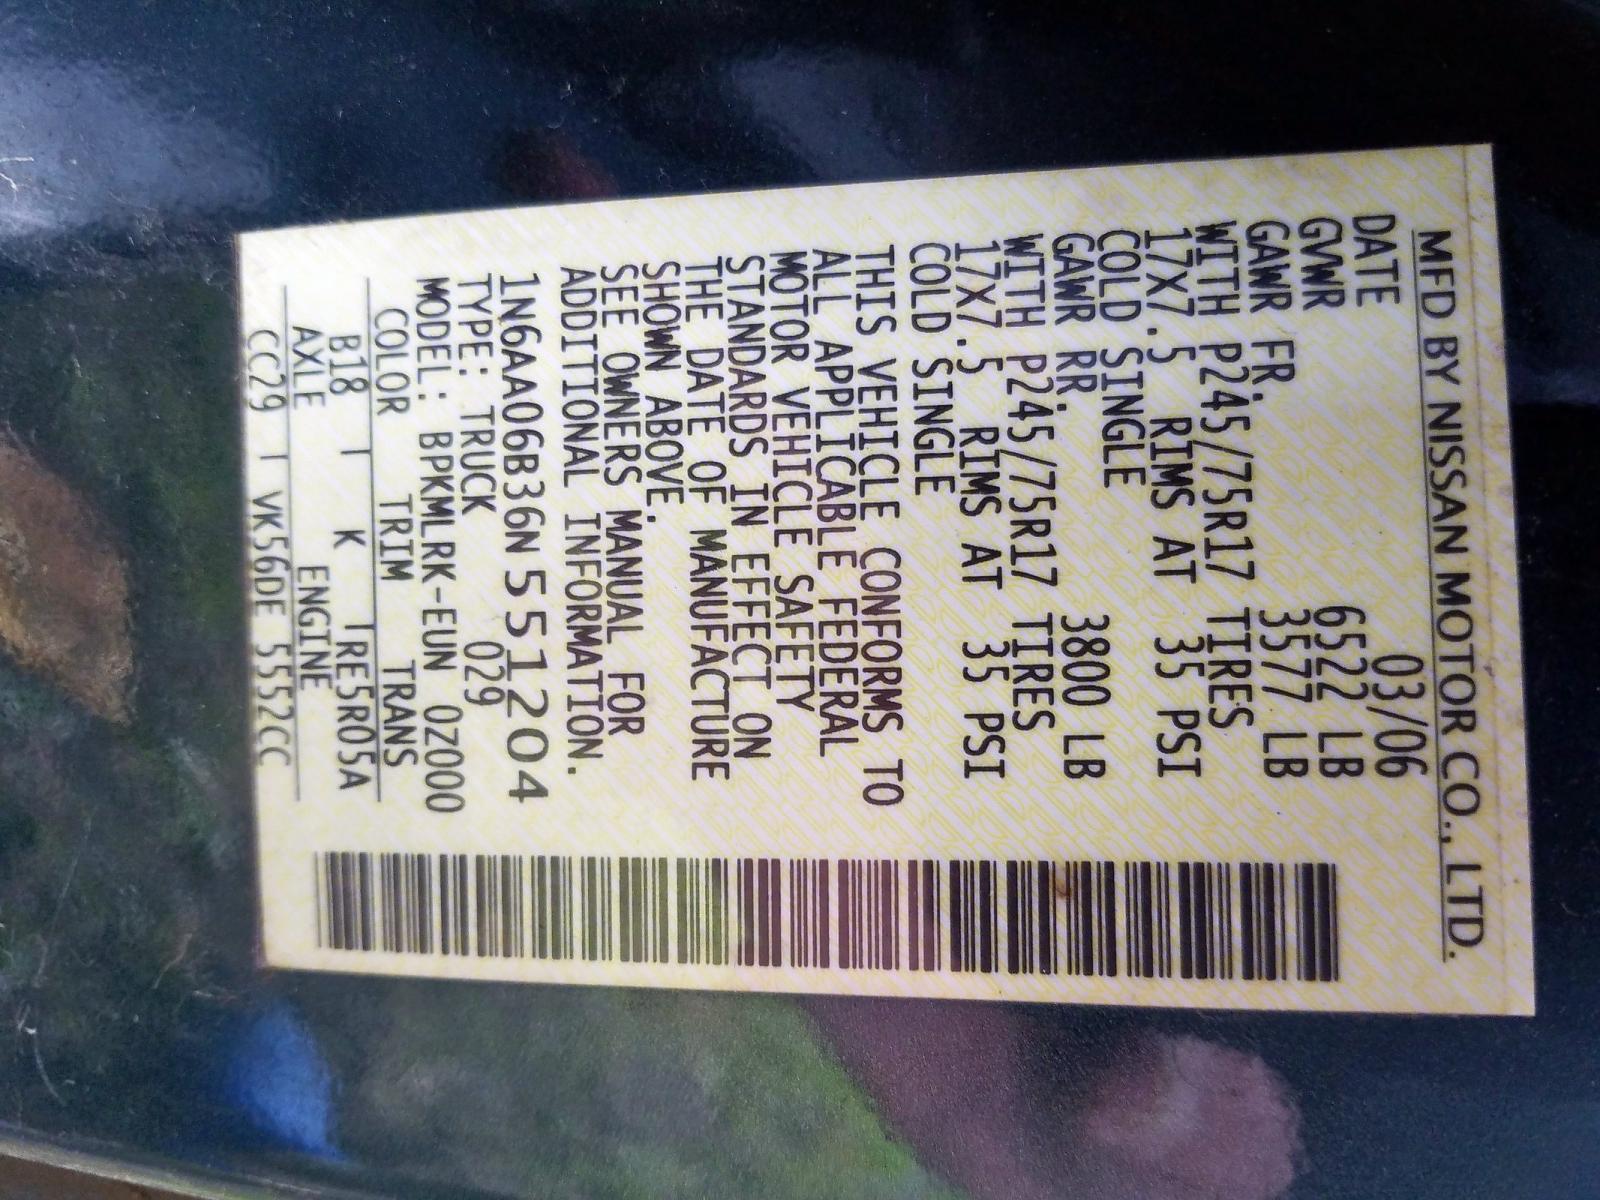 MFD BY NISSAN MOTOR CO., LTD.
DATE 03/06
GVWR 6522 LB
GAWR FR. 3577 LB
WITH P245/75R17 TIRES
17X7.5 RIMS AT 35 PSI
COLD SINGLE
GAWR RR. 3800 LB
WITH P245/75R17 TIRES
17X7.5 RIMS AT 35 PSI
COLD SINGLE
THIS VEHICLE CONFORMS TO
ALL APPLICABLE FEDERAL
MOTOR VEHICLE SAFETY
STANDARDS IN EFFECT ON
THE DATE OF MANUFACTURE
SHOWN ABOVE.
SEE OWNERS MANUAL FOR
ADDITIONAL INFORMATION.
1N6AA06B36N551204
TYPE: TRUCK 029
MODEL: BPKMLRK-EUN 0Z000
COLOR TRIM TRANS
B18 | K |RE5R05A
AXLE ENGINE
CC29 | VK56DE 5552CC